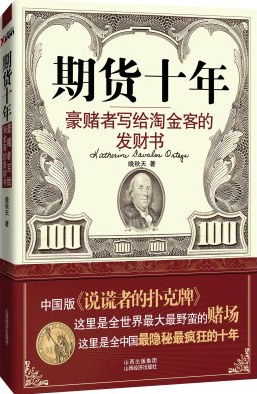 期货十年
豪赌者写给淘金客的
发财书
Katherine Davalos Ortega
晓秋天 著
100
100
中国版《说谎者的扑克牌》
这里是全世界最大最野蛮的赌场
这里是全中国最隐秘最疯狂的十年
山西出版集团
山西经济出版社
期货十年